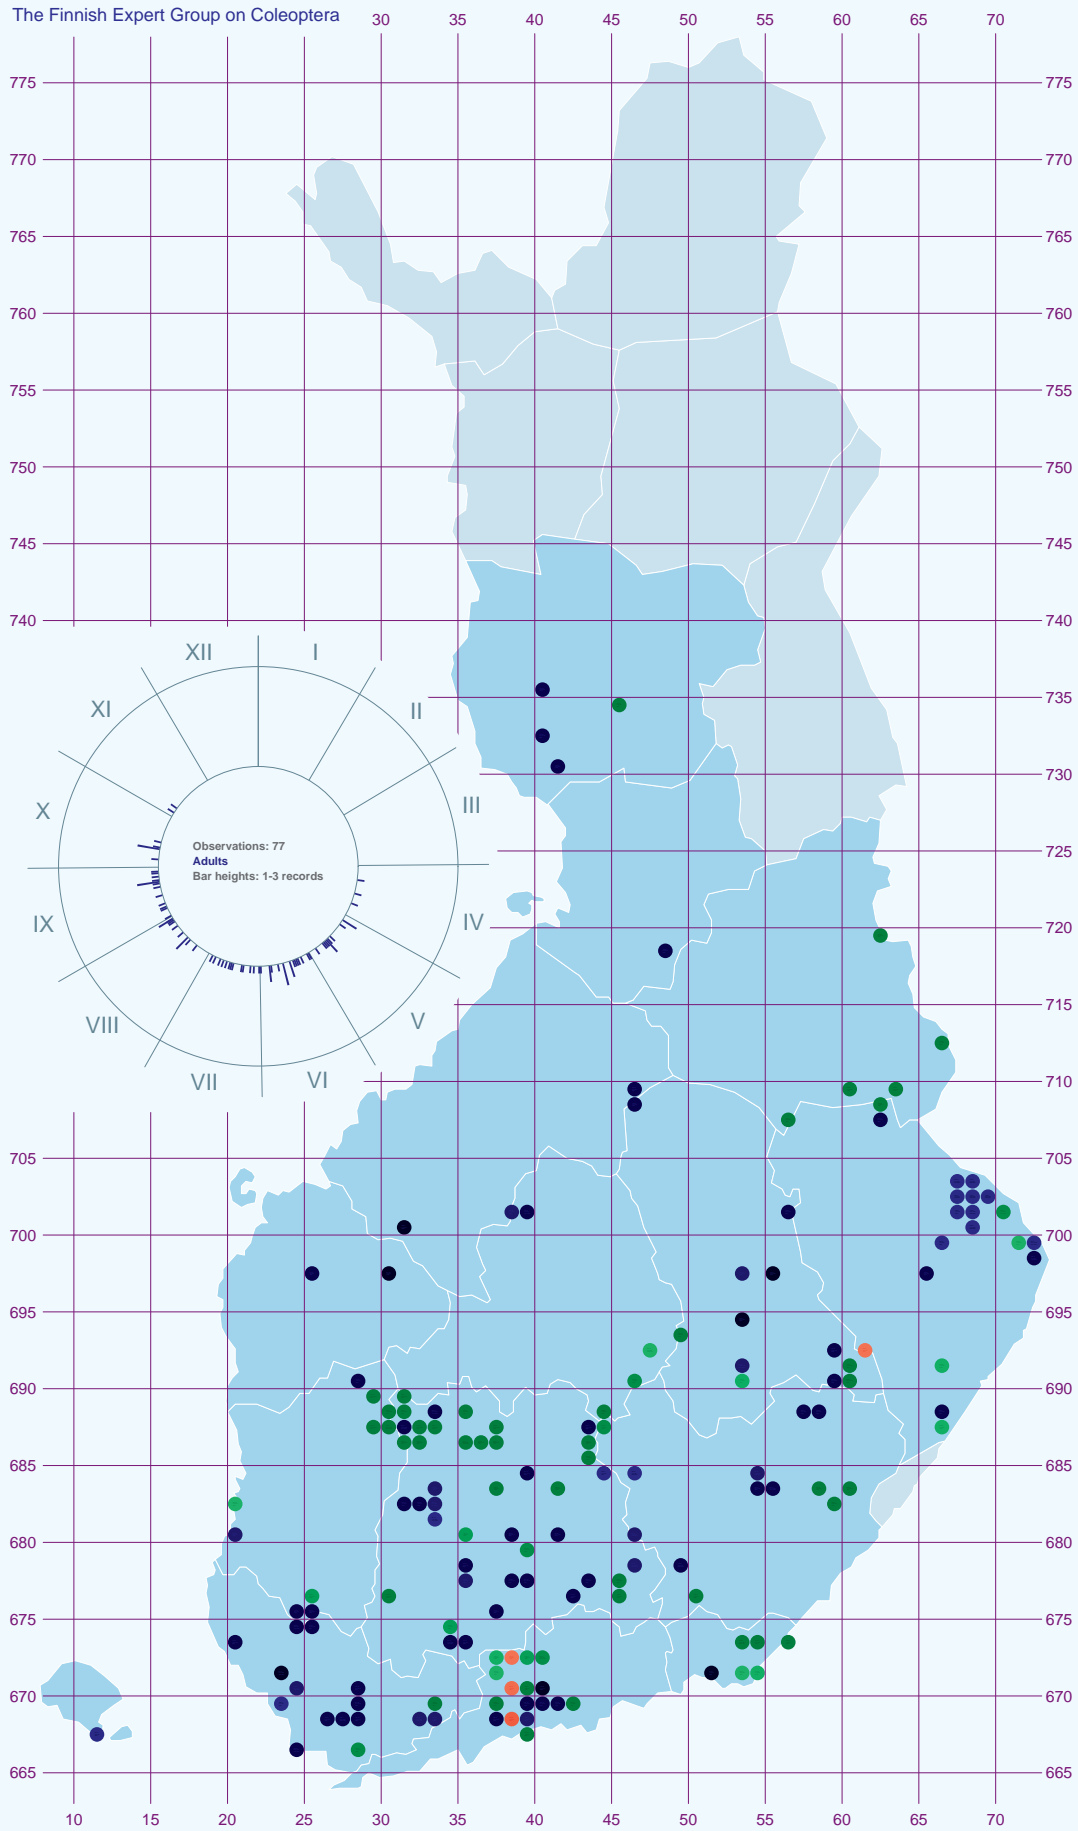 The Finnish Expert Group on Coleoptera
30 35 40 45 50 55 60 65 70
775 775
770 770
765 765
760 760
755 755
750 750
745 745
740 740
XII I
XI II
735
X III
730
Observations: 77
Adults
Bar heights: 1-3 records
725
IX IV
720
715
VIII V
VII VI
710
705 705
700 700
695 695
690 690
685 685
680 680
675 675
670 670
665 665
10 15 20 25 30 35 40 45 50 55 60 65 70